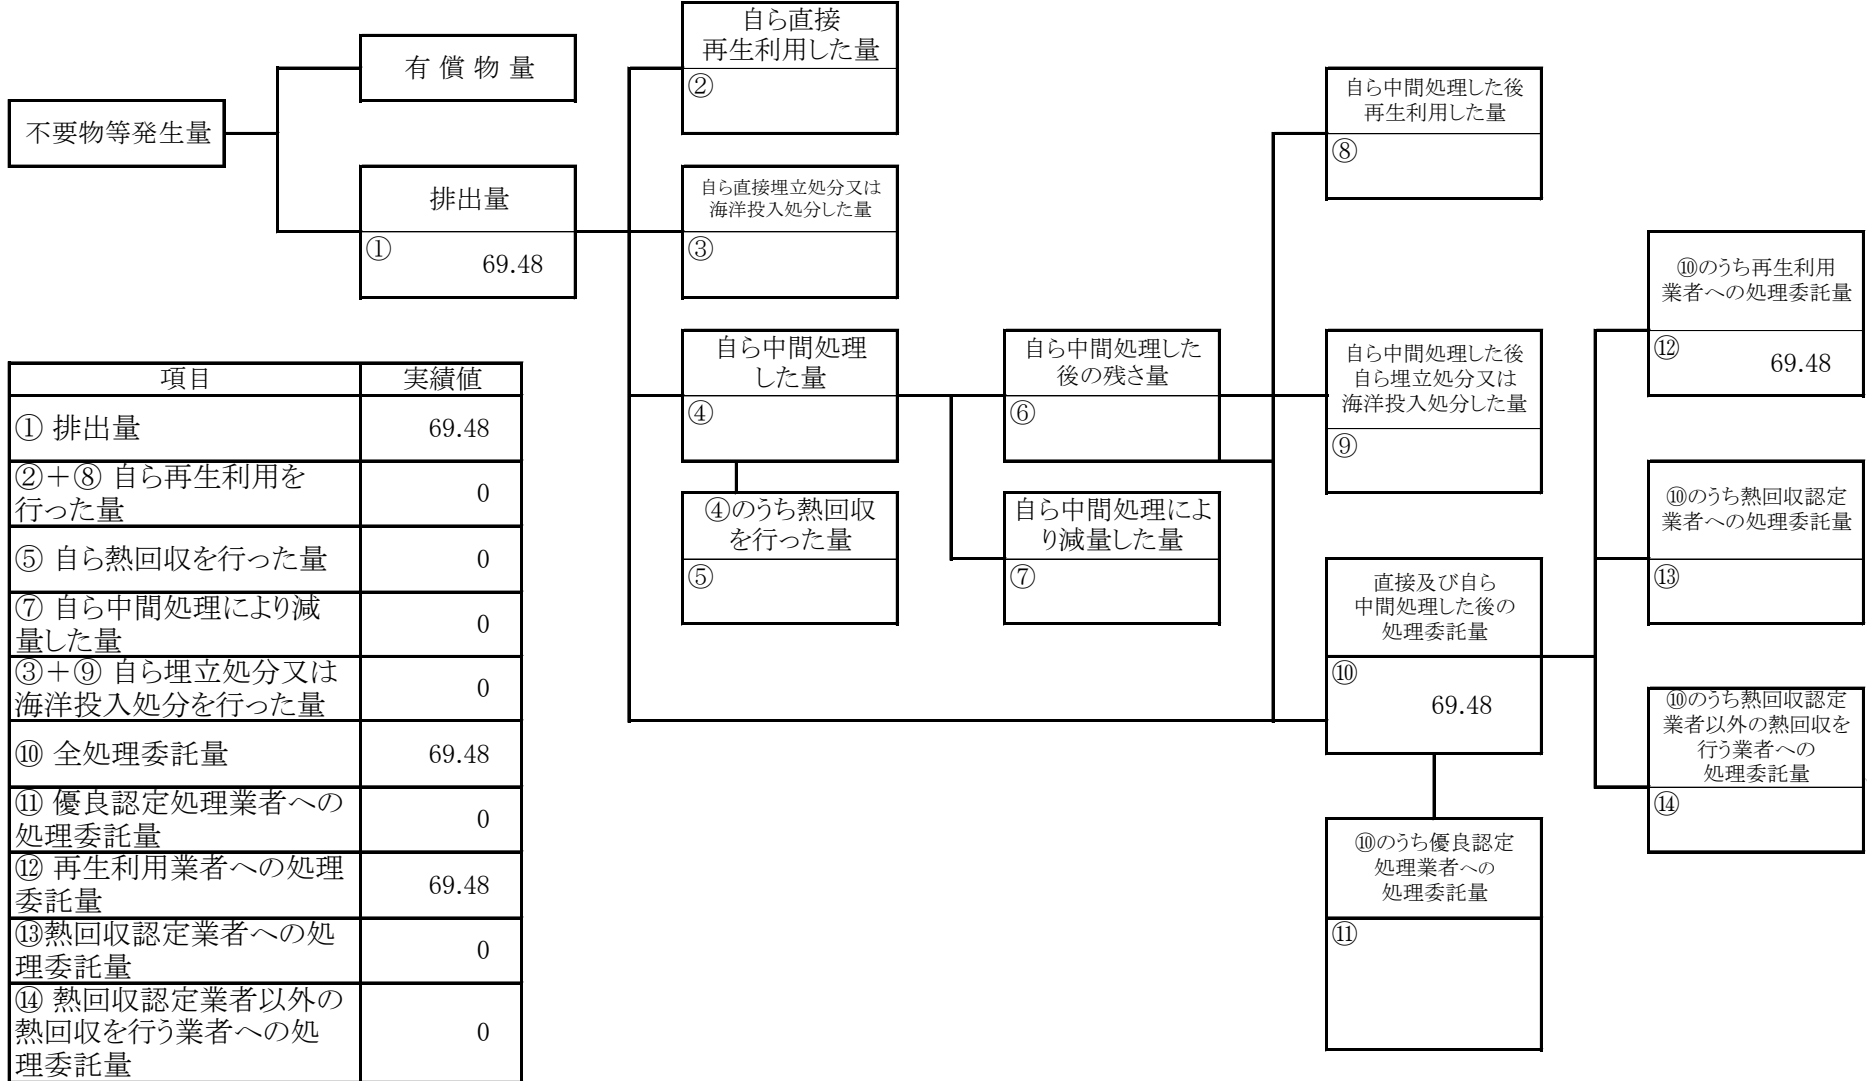 不要物等発生量
有償物量
排出量
①
69.48
自ら直接
再生利用した量
②
自ら直接埋立処分又は
海洋投入処分した量
③
自ら中間処理
した量
④
④のうち熱回収
を行った量
⑤
自ら中間処理した
後の残さ量
⑥
自ら中間処理によ
り減量した量
⑦
自ら中間処理した後
再生利用した量
⑧
自ら中間処理した後
自ら埋立処分又は
海洋投入処分した量
⑨
直接及び自ら
中間処理した後の
処理委託量
⑩
69.48
⑩のうち優良認定
処理業者への
処理委託量
⑪
⑩のうち再生利用
業者への処理委託量
⑫
69.48
⑩のうち熱回収認定
業者への処理委託量
⑬
⑩のうち熱回収認定
業者以外の熱回収を
行う業者への
処理委託量
⑭
項目 実績値
① 排出量 69.48
②＋⑧ 自ら再生利用を
行った量 0
⑤ 自ら熱回収を行った量 0
⑦ 自ら中間処理により減
量した量 0
③＋⑨ 自ら埋立処分又は
海洋投入処分を行った量 0
⑩ 全処理委託量 69.48
⑪ 優良認定処理業者への
処理委託量 0
⑫ 再生利用業者への処理
委託量 69.48
⑬熱回収認定業者への処
理委託量 0
⑭ 熱回収認定業者以外の
熱回収を行う業者への処
理委託量 0